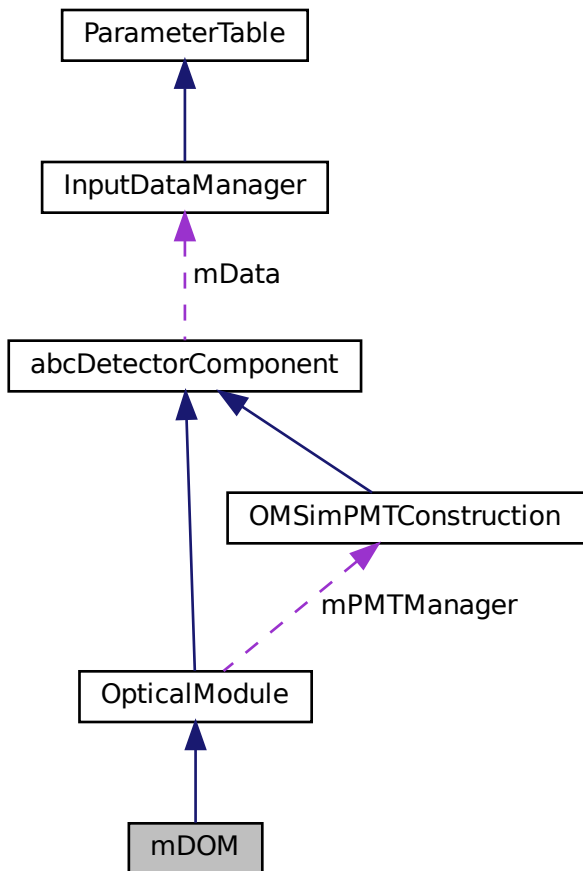 ParameterTable
InputDataManager
mData
abcDetectorComponent
OMSimPMTConstruction
mPMTManager
OpticalModule
mDOM